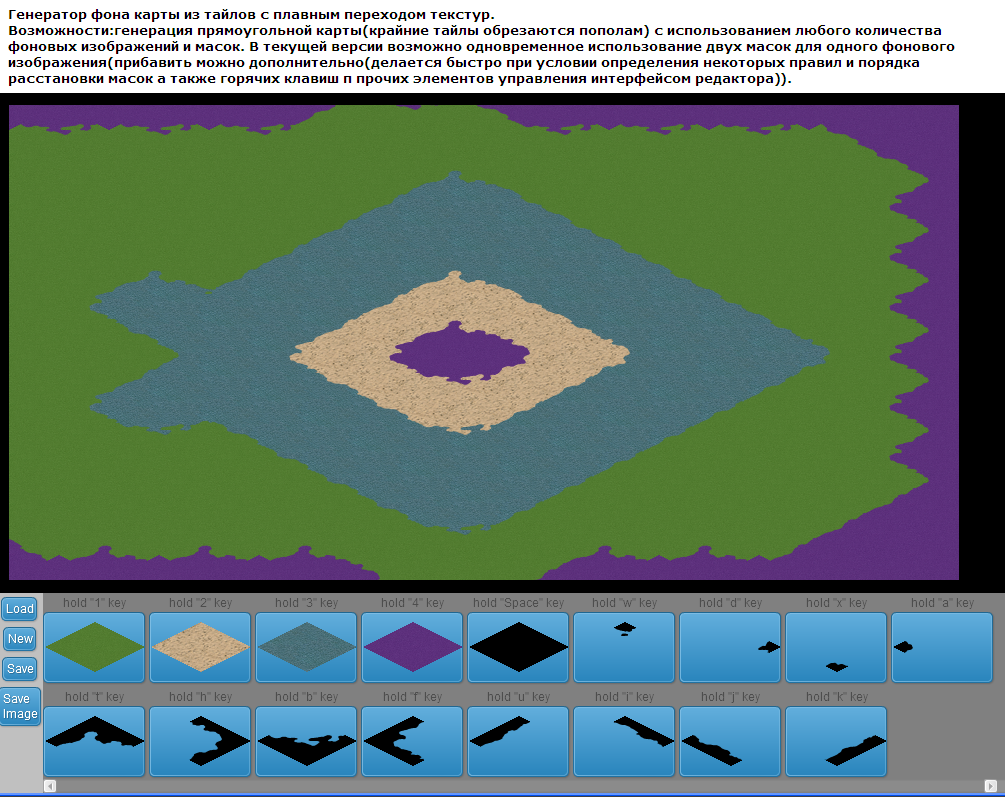 Генератор фона карты из тайлов с плавным переходом текстур.
Возможности:генерация прямоугольной карты(крайние тайлы обрезаются пополам) с использованием любого количества
фоновых изображений и масок. В текущей версии возможно одновременное использование двух масок для одного фонового
изображения(прибавить можно дополнительно(делается быстро при условии определения некоторых правил и порядка
расстановки масок а также горячих клавиш п прочих элементов управления интерфейсом редактора)).
Load
New
Save
Save
Image
hold "1" key hold "2" key hold "3" key hold "4" key hold "Space" key hold "w" key hold "d" key hold "x" key hold "a" key
hold "t" key hold "h" key hold "b" key hold "f" key hold "u" key hold "i" key hold "j" key hold "k" key